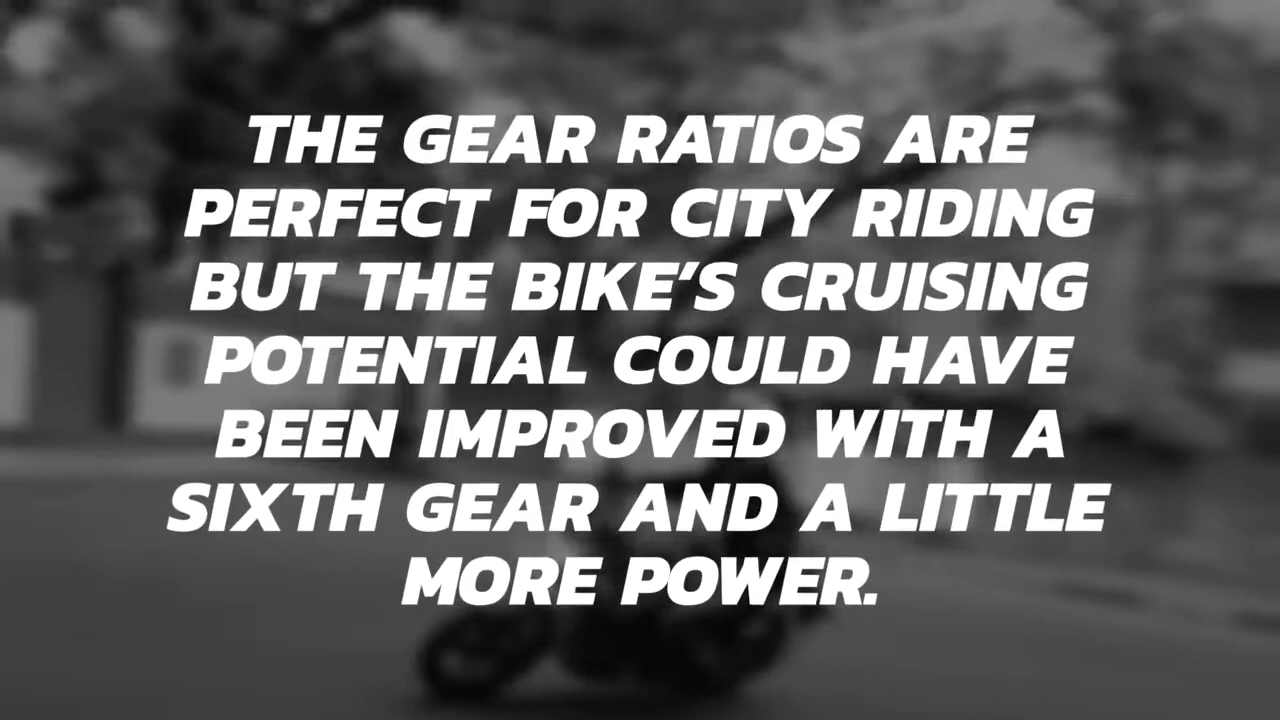 THE GEAR RATIOS ARE
PERFECT FOR CITY RIDING
BUT THE BIKE’S CRUISING
POTENTIAL COULD HAVE
BEEN IMPROVED WITH A
SIXTH GEAR AND A LITTLE
MORE POWER.